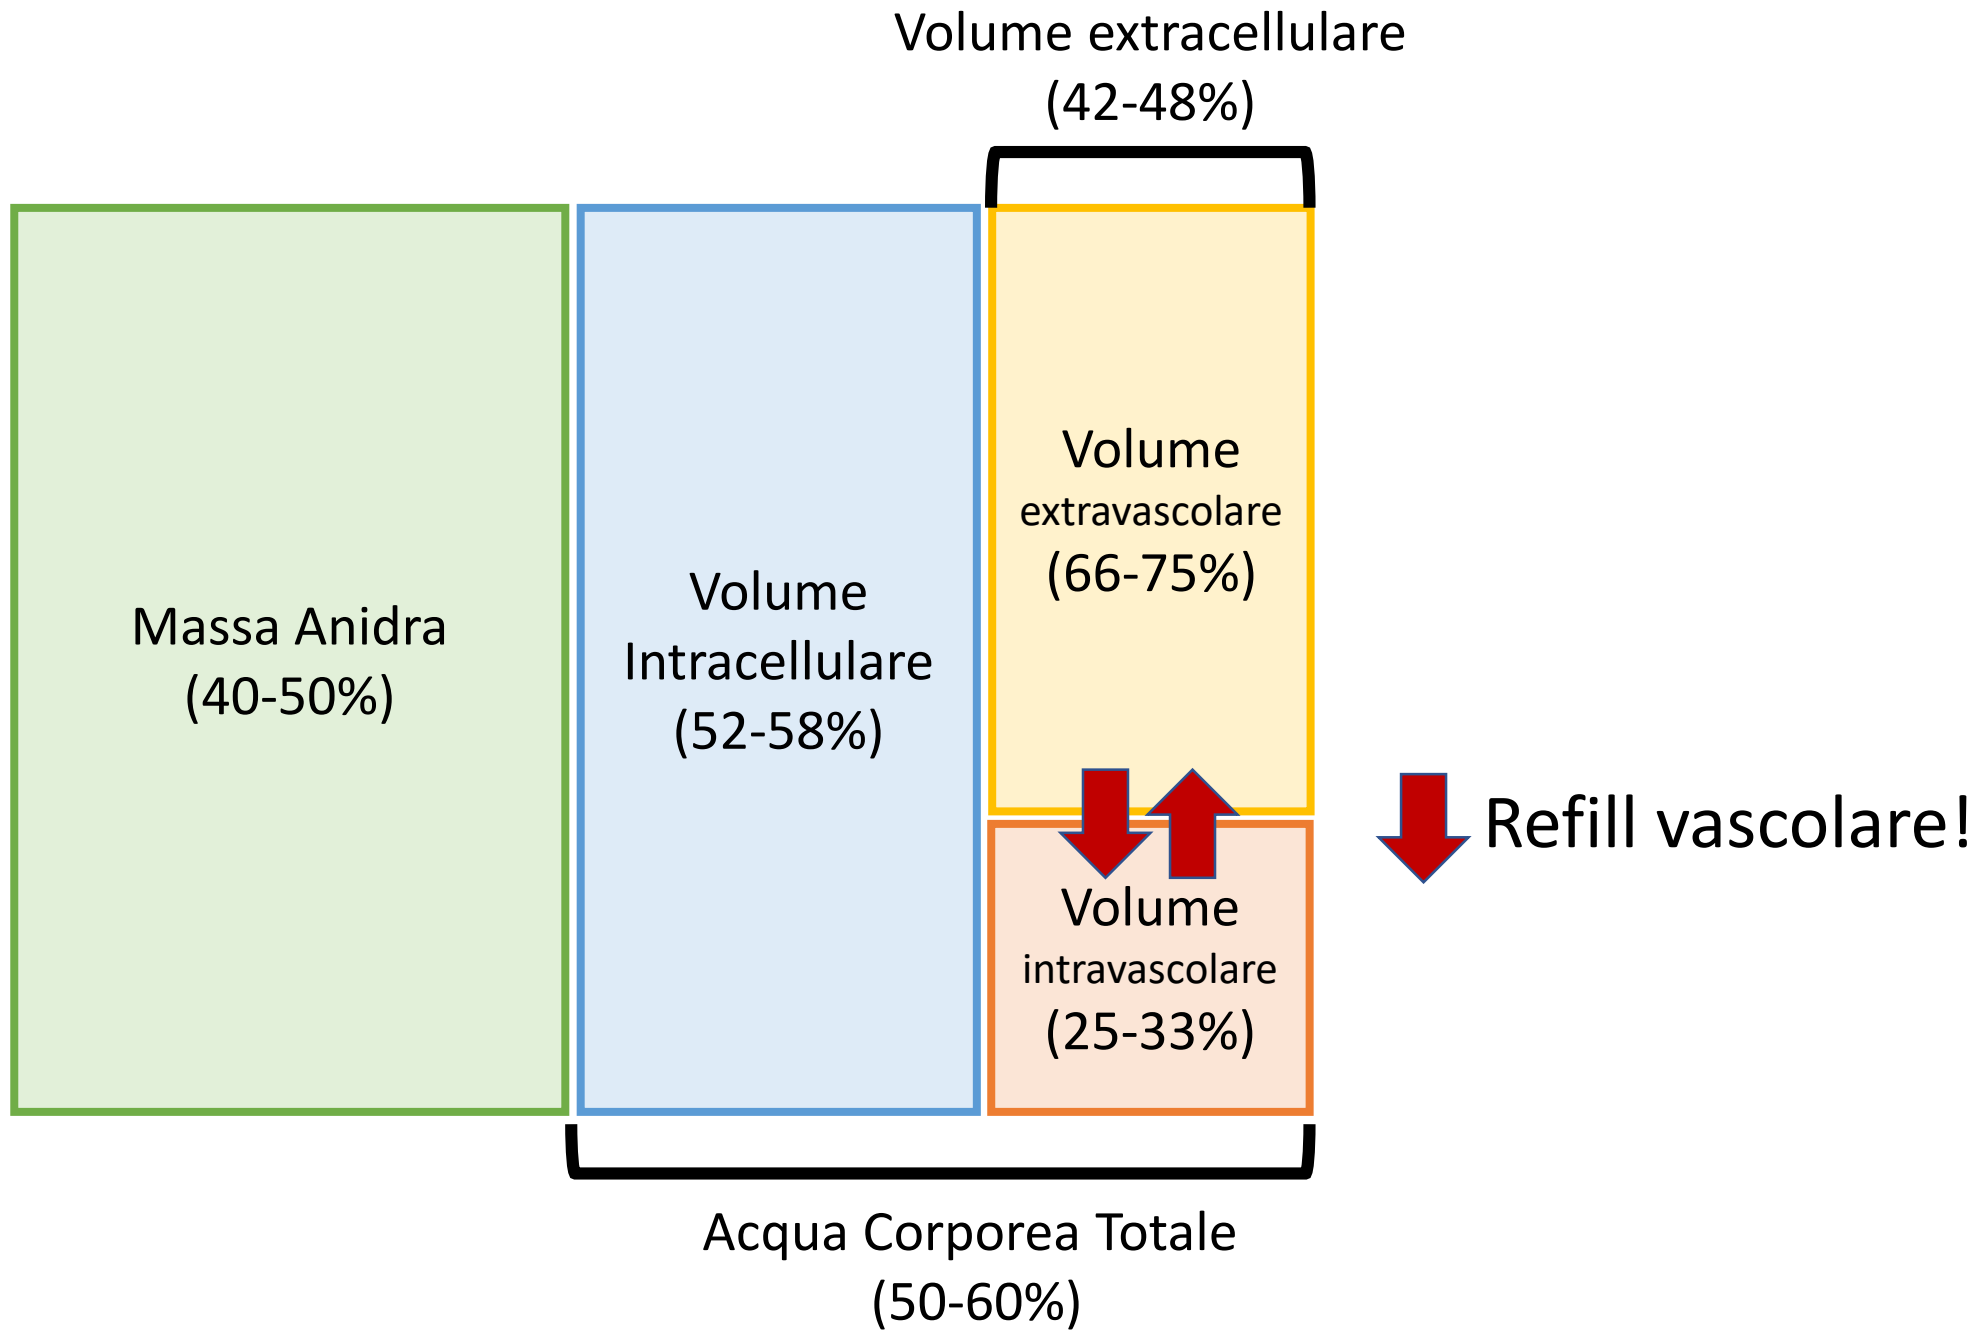 Volume extracellulare
(42-48%)
Massa Anidra
(40-50%)
Volume
Intracellulare
(52-58%)
Volume
extravascolare
(66-75%)
Refill vascolare!
Volume
intravascolare
(25-33%)
Acqua Corporea Totale
(50-60%)